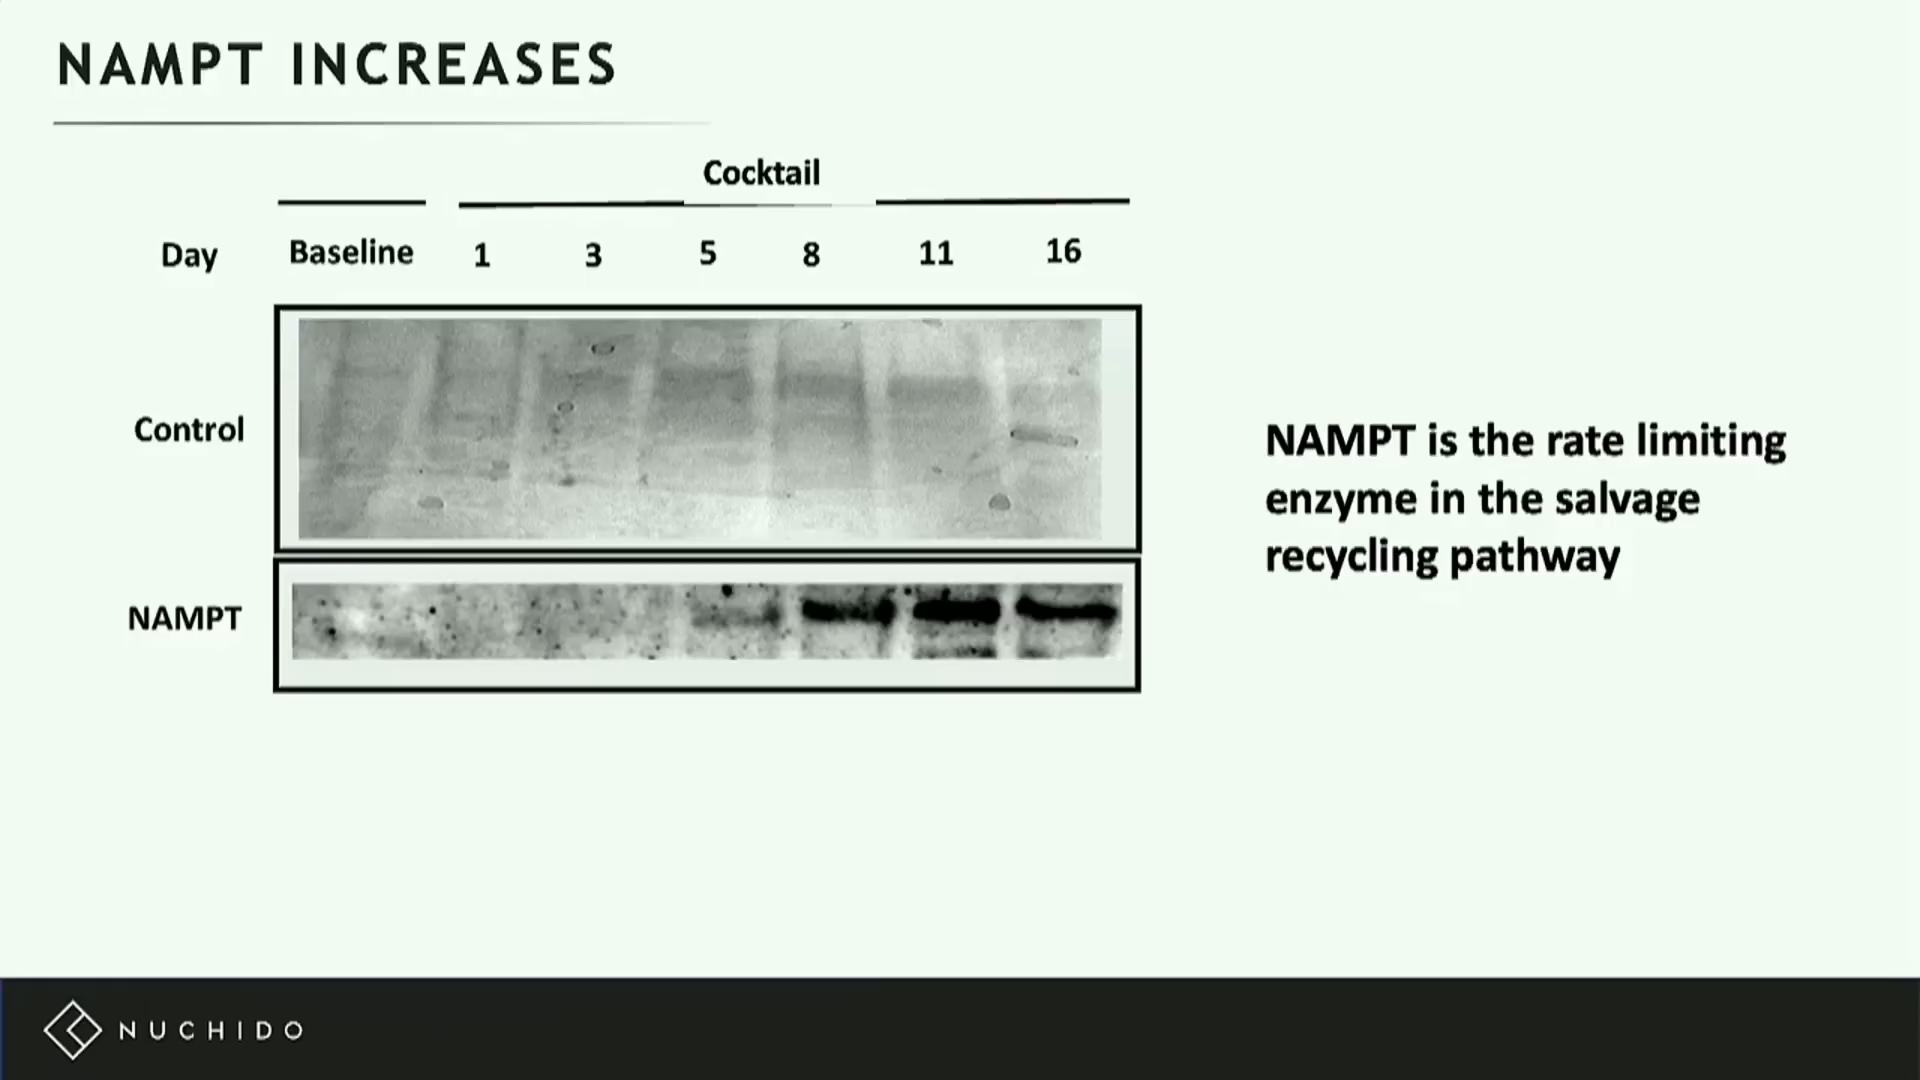 NAMPT INCREASES
Cocktail
Day Baseline 1 3 5 8 11 16
Control
NAMPT
NAMPT is the rate limiting
enzyme in the salvage
recycling pathway
NUCHIDO